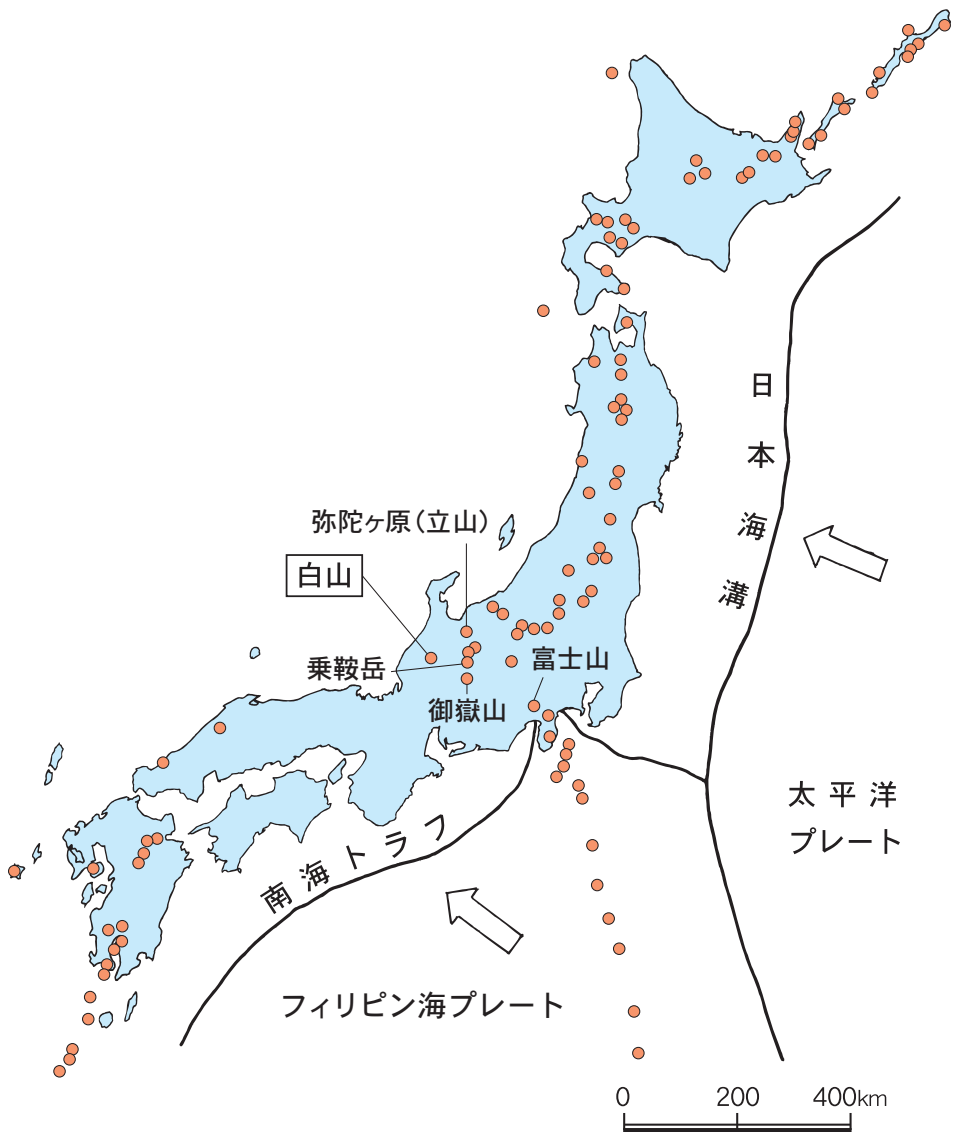 弥陀ヶ原（立山）
白山
乗鞍岳
富士山
御嶽山
日本海溝
太平洋
プレート
南海トラフ
フィリピン海プレート
0 200 400km